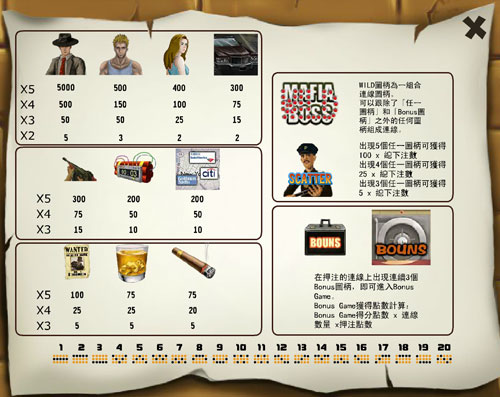 X5 5000 500 400 300
X4 500 150 100 75
X3 50 50 25 15
X2 5 3 2 2
X5 300 200 200
X4 75 50 50
X3 15 10 10
citi
WANTED
X5 100 75 75
X4 25 25 20
X3 5 5 5
MAFIA
BOSS
WILD圖柄為一組合
連線圖柄。
可以跟除了「任一
圖柄」和「Bonus圖
柄」之外的任何圖
柄組成連線。
SCATTER
出現5個任一圖柄可獲得
100 x 總下注數
出現4個任一圖柄可獲得
25 x 總下注數
出現3個任一圖柄可獲得
5 x 總下注數
BOUNS
BOUNS
在押注的連線上出現連續3個
Bonus圖柄，即可進入Bonus
Game。
Bonus Game獲得點數計算：
Bonus Game得分點數 x 連線
數量 x押注點數
1 2 3 4 5 6 7 8 9 10 11 12 13 14 15 16 17 18 19 20